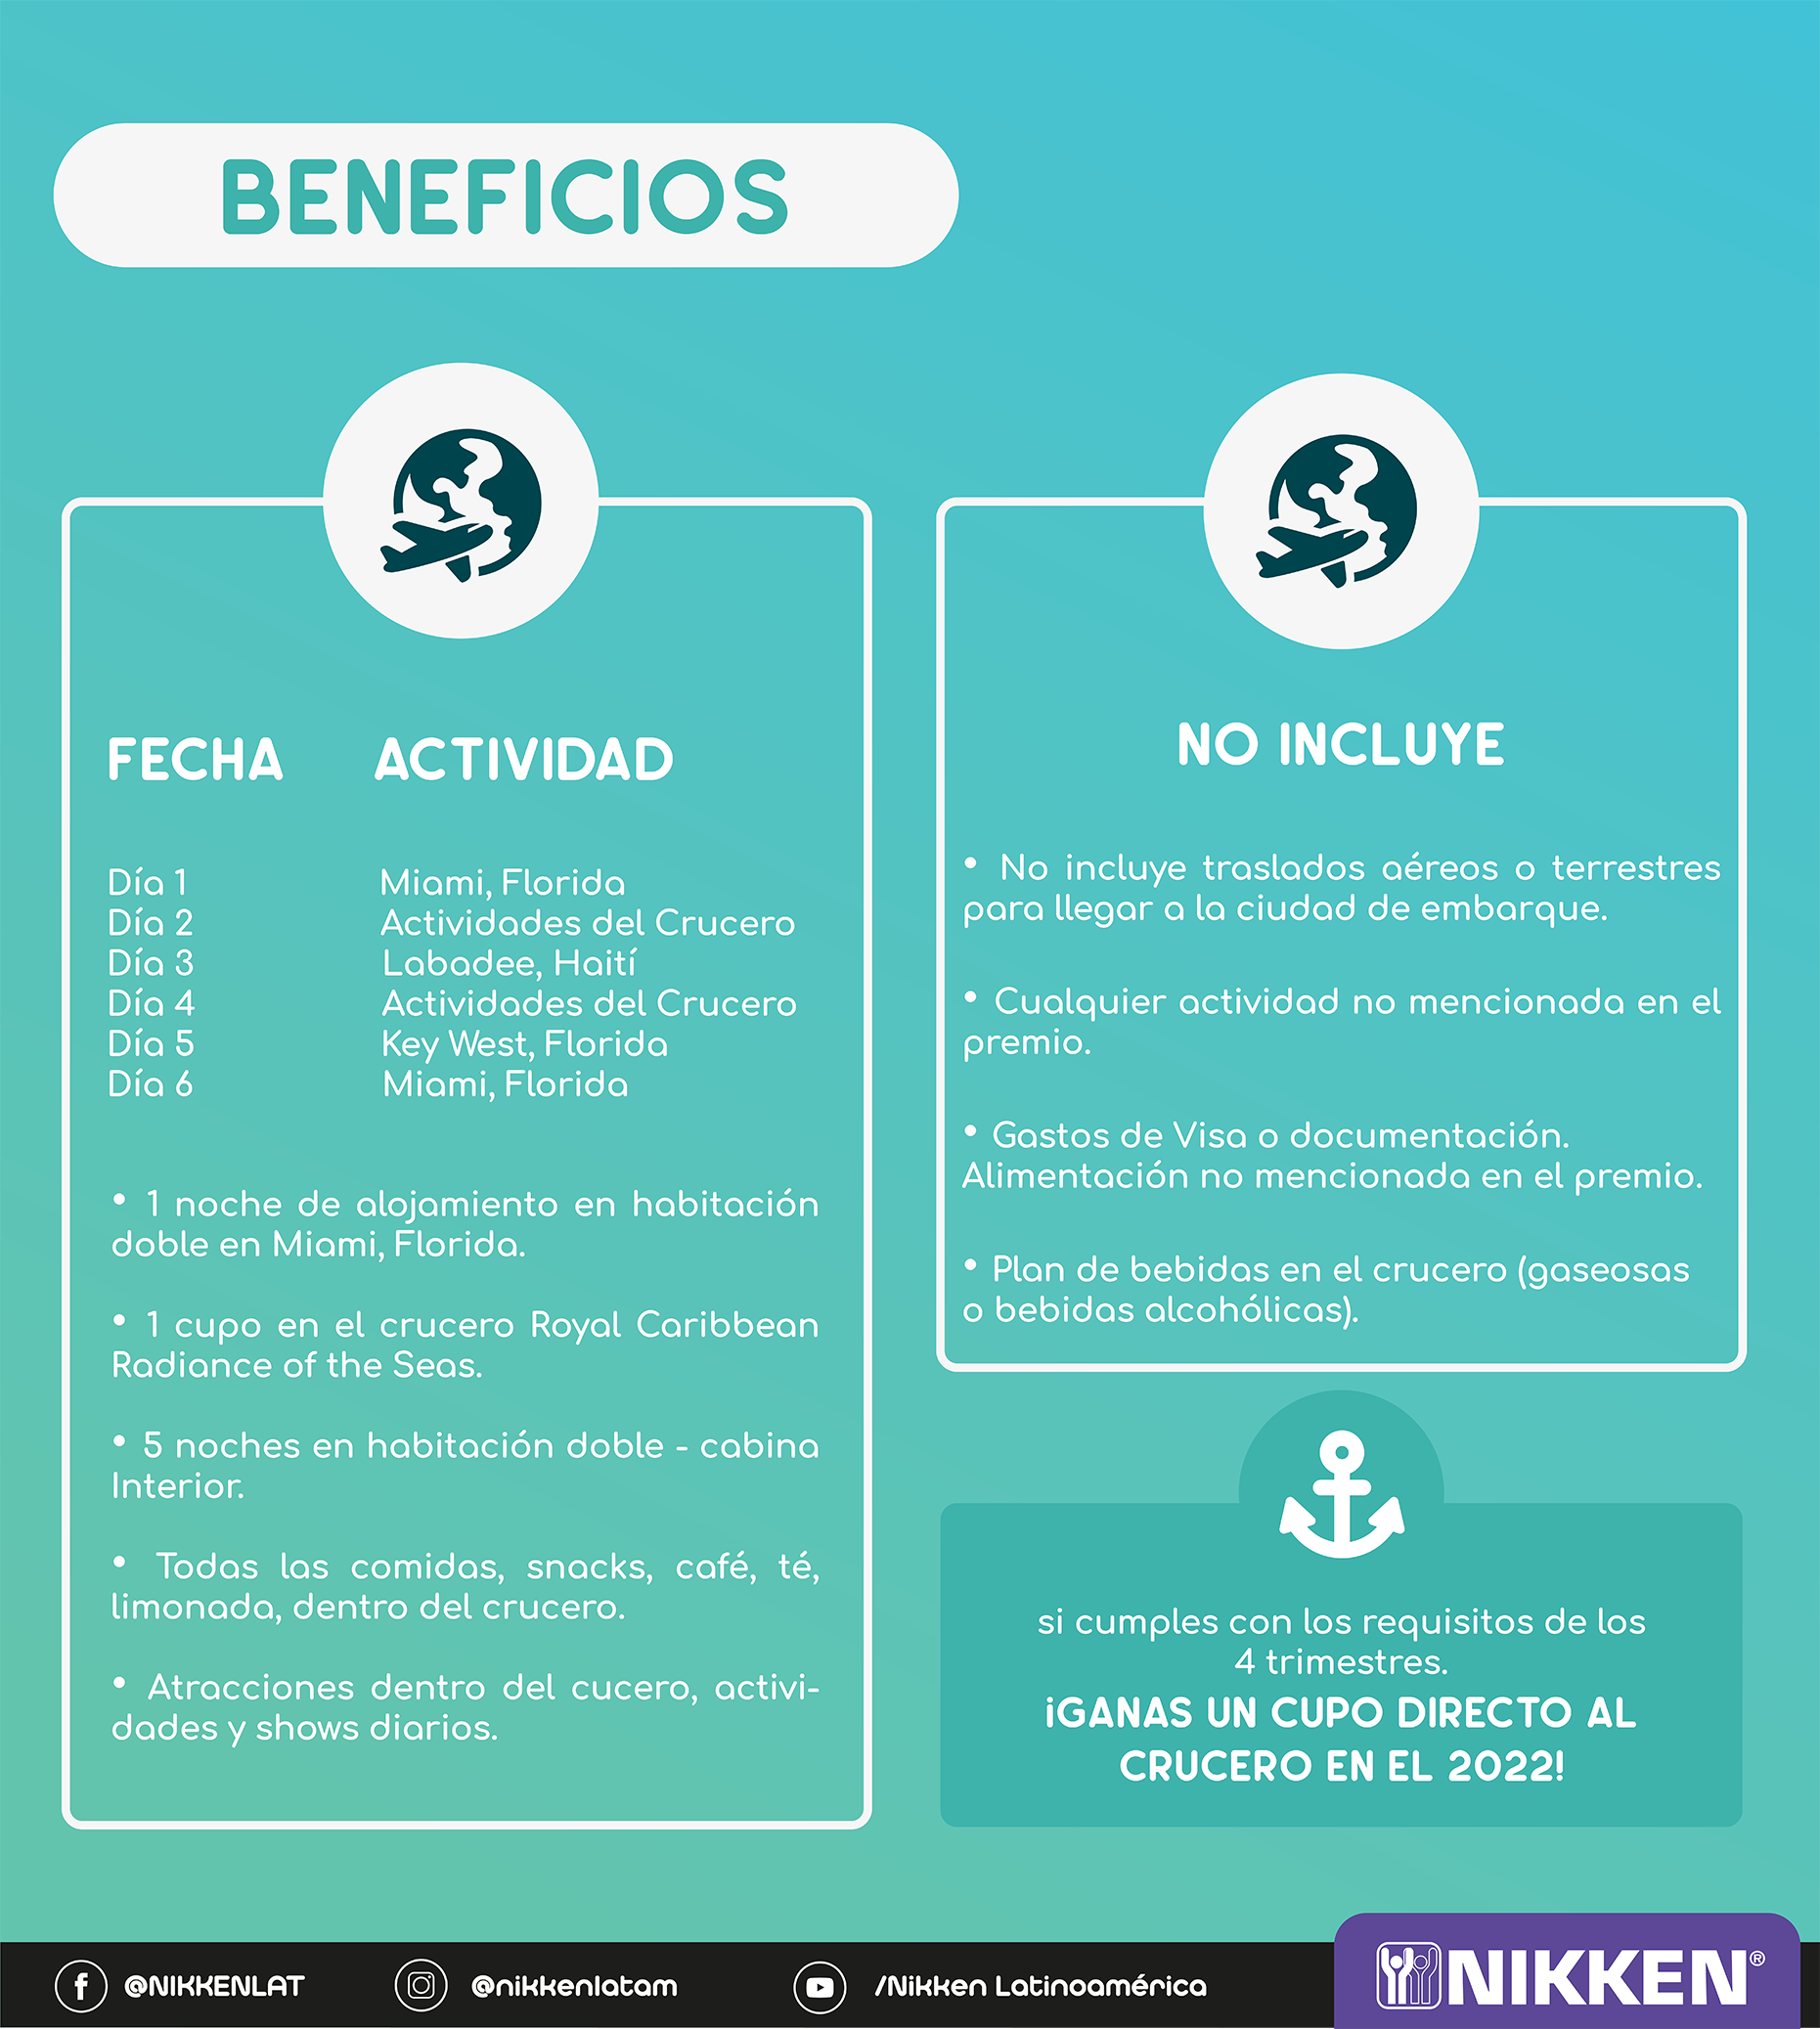 BENEFICIOS
FECHA ACTIVIDAD
Día 1 Miami, Florida
Día 2 Actividades del Crucero
Día 3 Labadee, Haití
Día 4 Actividades del Crucero
Día 5 Key West, Florida
Día 6 Miami, Florida
• 1 noche de alojamiento en habitación
doble en Miami, Florida.
• 1 cupo en el crucero Royal Caribbean
Radiance of the Seas.
• 5 noches en habitación doble - cabina
Interior.
• Todas las comidas, snacks, café, té,
limonada, dentro del crucero.
• Atracciones dentro del cucero, activi-
dades y shows diarios.
NO INCLUYE
• No incluye traslados aéreos o terrestres
para llegar a la ciudad de embarque.
• Cualquier actividad no mencionada en el
premio.
• Gastos de Visa o documentación.
Alimentación no mencionada en el premio.
• Plan de bebidas en el crucero (gaseosas
o bebidas alcohólicas).
si cumples con los requisitos de los
4 trimestres.
¡GANAS UN CUPO DIRECTO AL
CRUCERO EN EL 2022!
@NIKKENLAT @nikkenlatam /Nikken Latinoamérica NIKKEN®